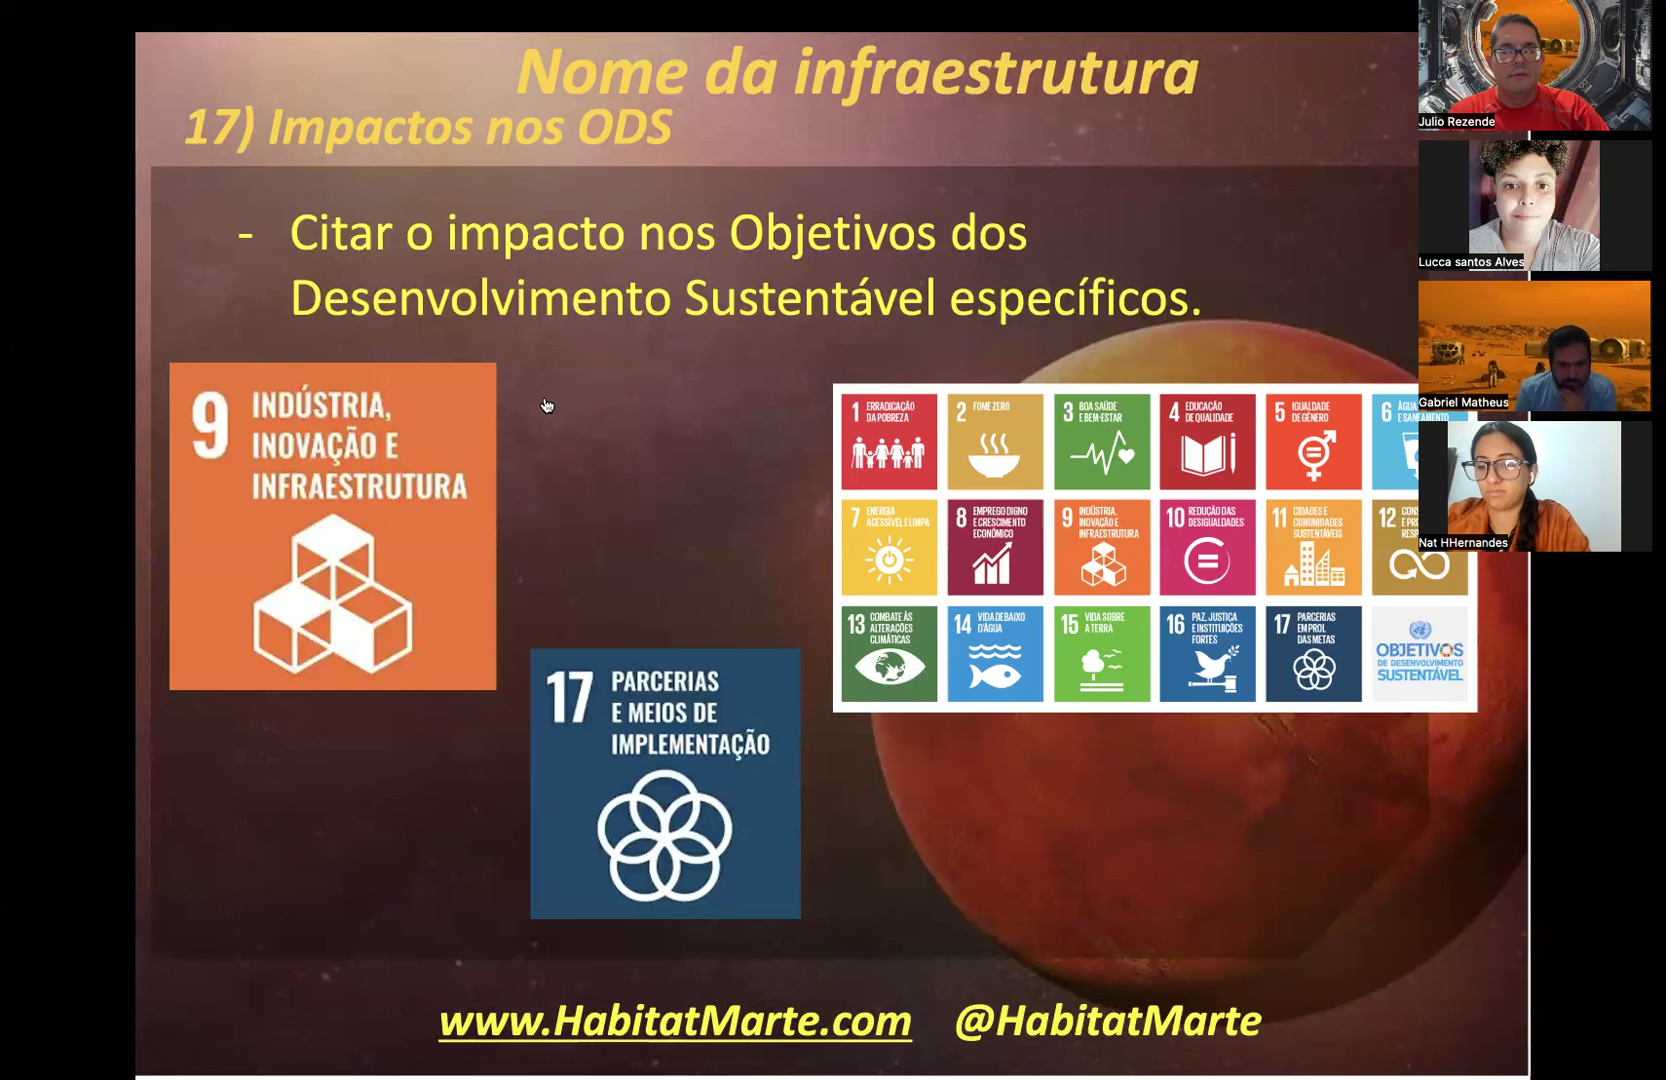 Nome da infraestrutura
17) Impactos nos ODS
- Citar o impacto nos Objetivos dos
Desenvolvimento Sustentável específicos.
9 INDÚSTRIA,
INOVAÇÃO E
INFRAESTRUTURA
17 PARCERIAS
E MEIOS DE
IMPLEMENTAÇÃO
1 ERRADICAÇÃO
DA POBREZA
2 FOME ZERO
3 BOA SAÚDE
E BEM-ESTAR
4 EDUCAÇÃO
DE QUALIDADE
5 IGUALDADE
DE GÊNERO
6 ÁGUA
E SANEAMENTO
7 ENERGIA
ACESSÍVEL E LIMPA
8 EMPREGO DIGNO
E CRESCIMENTO
ECONÔMICO
9 INDÚSTRIA,
INOVAÇÃO E
INFRAESTRUTURA
10 REDUÇÃO DAS
DESIGUALDADES
11 CIDADES E
COMUNIDADES
SUSTENTÁVEIS
12
13 COMBATE ÀS
ALTERAÇÕES
CLIMÁTICAS
14 VIDA DEBAIXO
D'ÁGUA
15 VIDA SOBRE
A TERRA
16 PAZ, JUSTIÇA
E INSTITUIÇÕES
FORTES
17 PARCERIAS
EM PROL
DAS METAS
OBJETIVOS
DE DESENVOLVIMENTO
SUSTENTÁVEL
www.HabitatMarte.com @HabitatMarte
Julio Rezende
Lucca santos Alves
Gabriel Matheus
Nat HHernandes